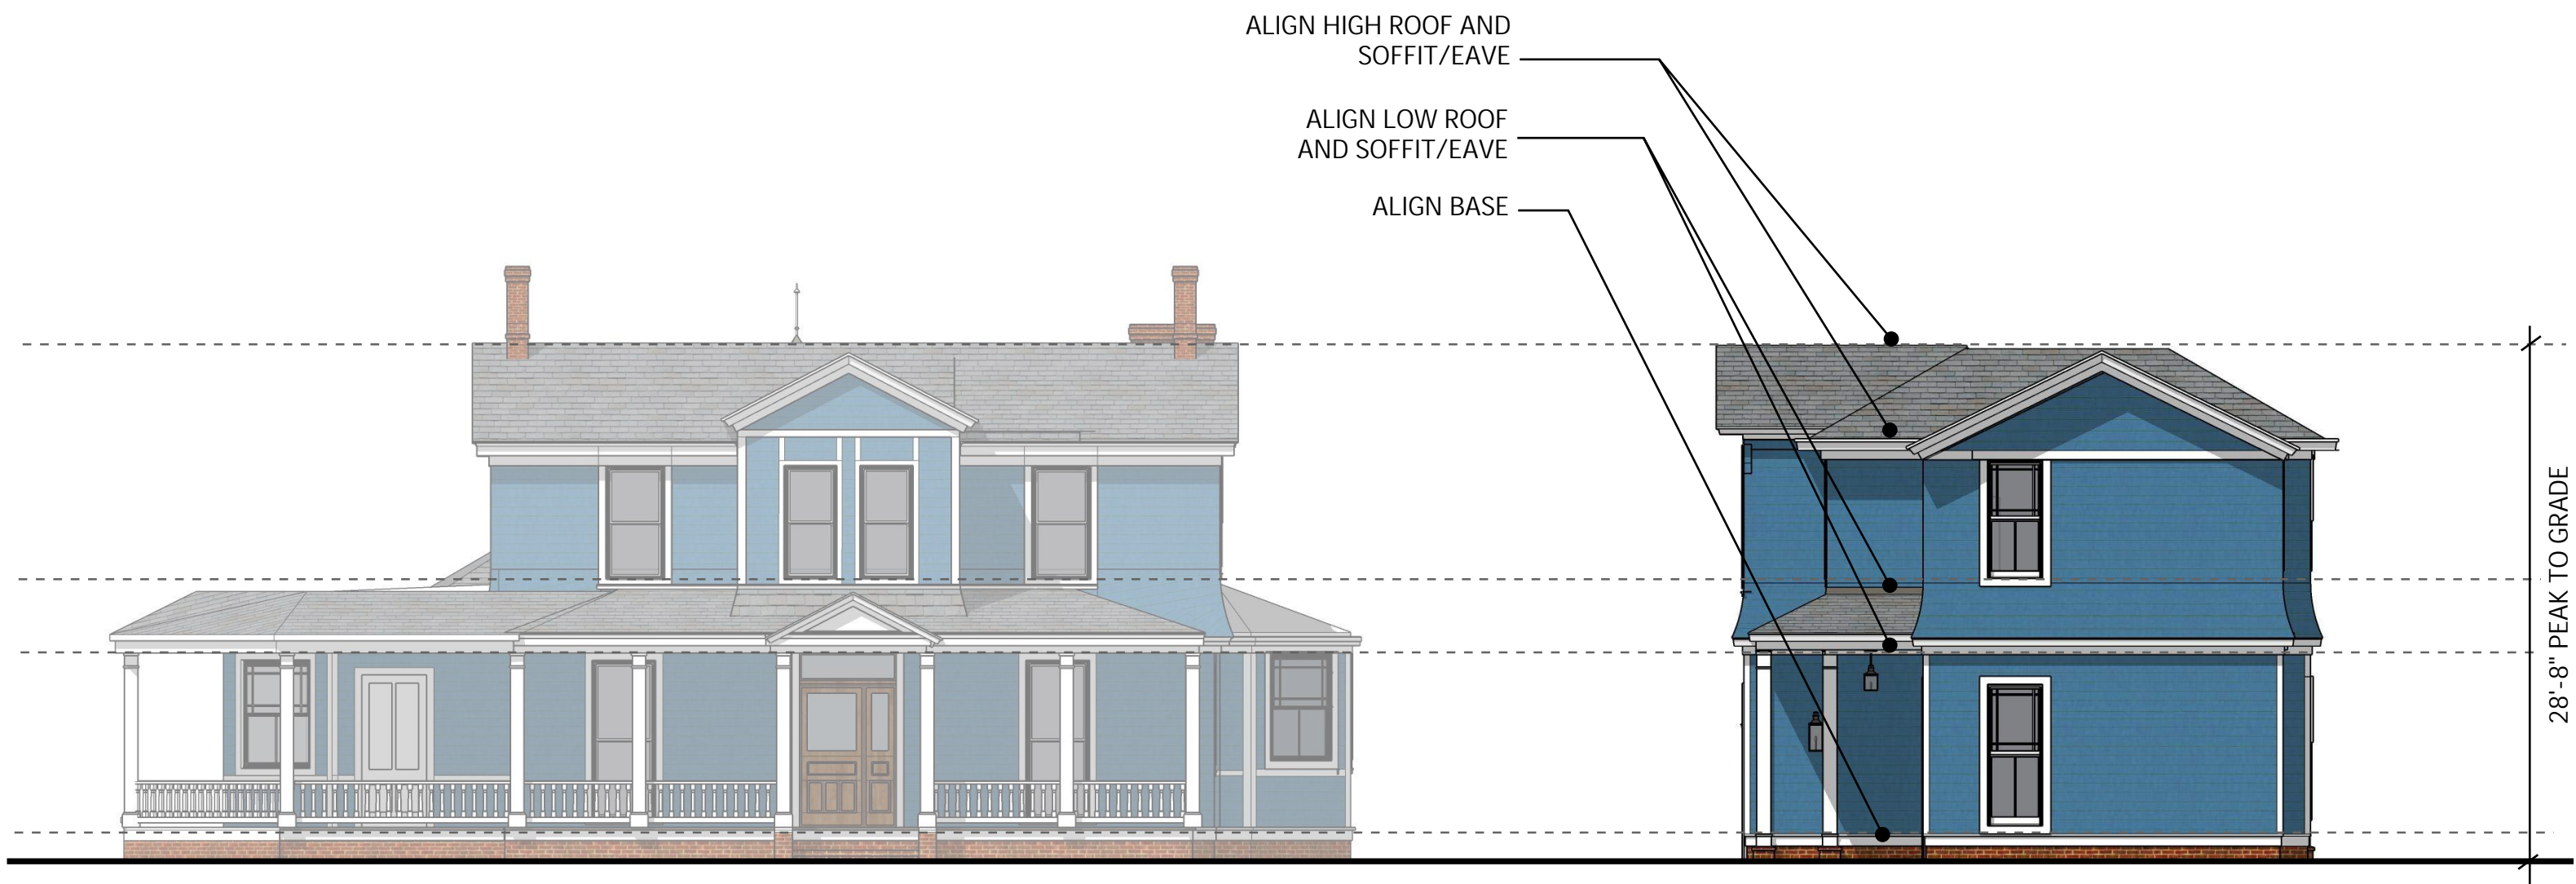 ALIGN HIGH ROOF AND
SOFFIT/EAVE
ALIGN LOW ROOF
AND SOFFIT/EAVE
ALIGN BASE
28'-8" PEAK TO GRADE